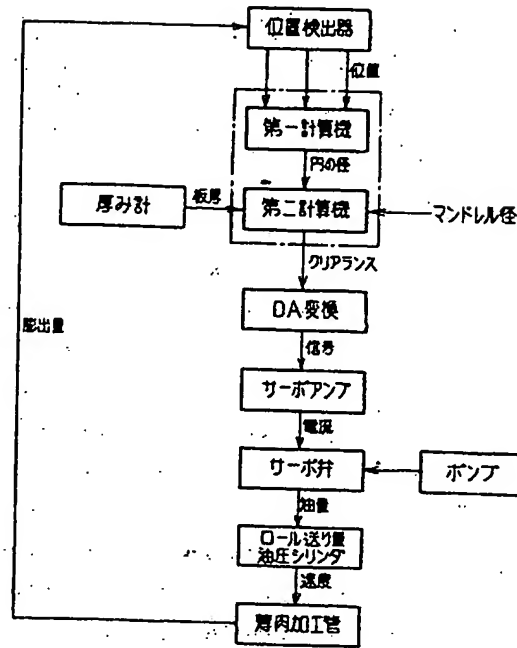 位置検出器
位置
第一計算機
円の径
厚み計
板厚
第二計算機
マンドレル径
クリアランス
DA変換
膨出量
信号
サーボアンプ
電流
サーボ弁
ポンプ
油量
ロール送り量
油圧シリンダ
速度
薄肉加工管